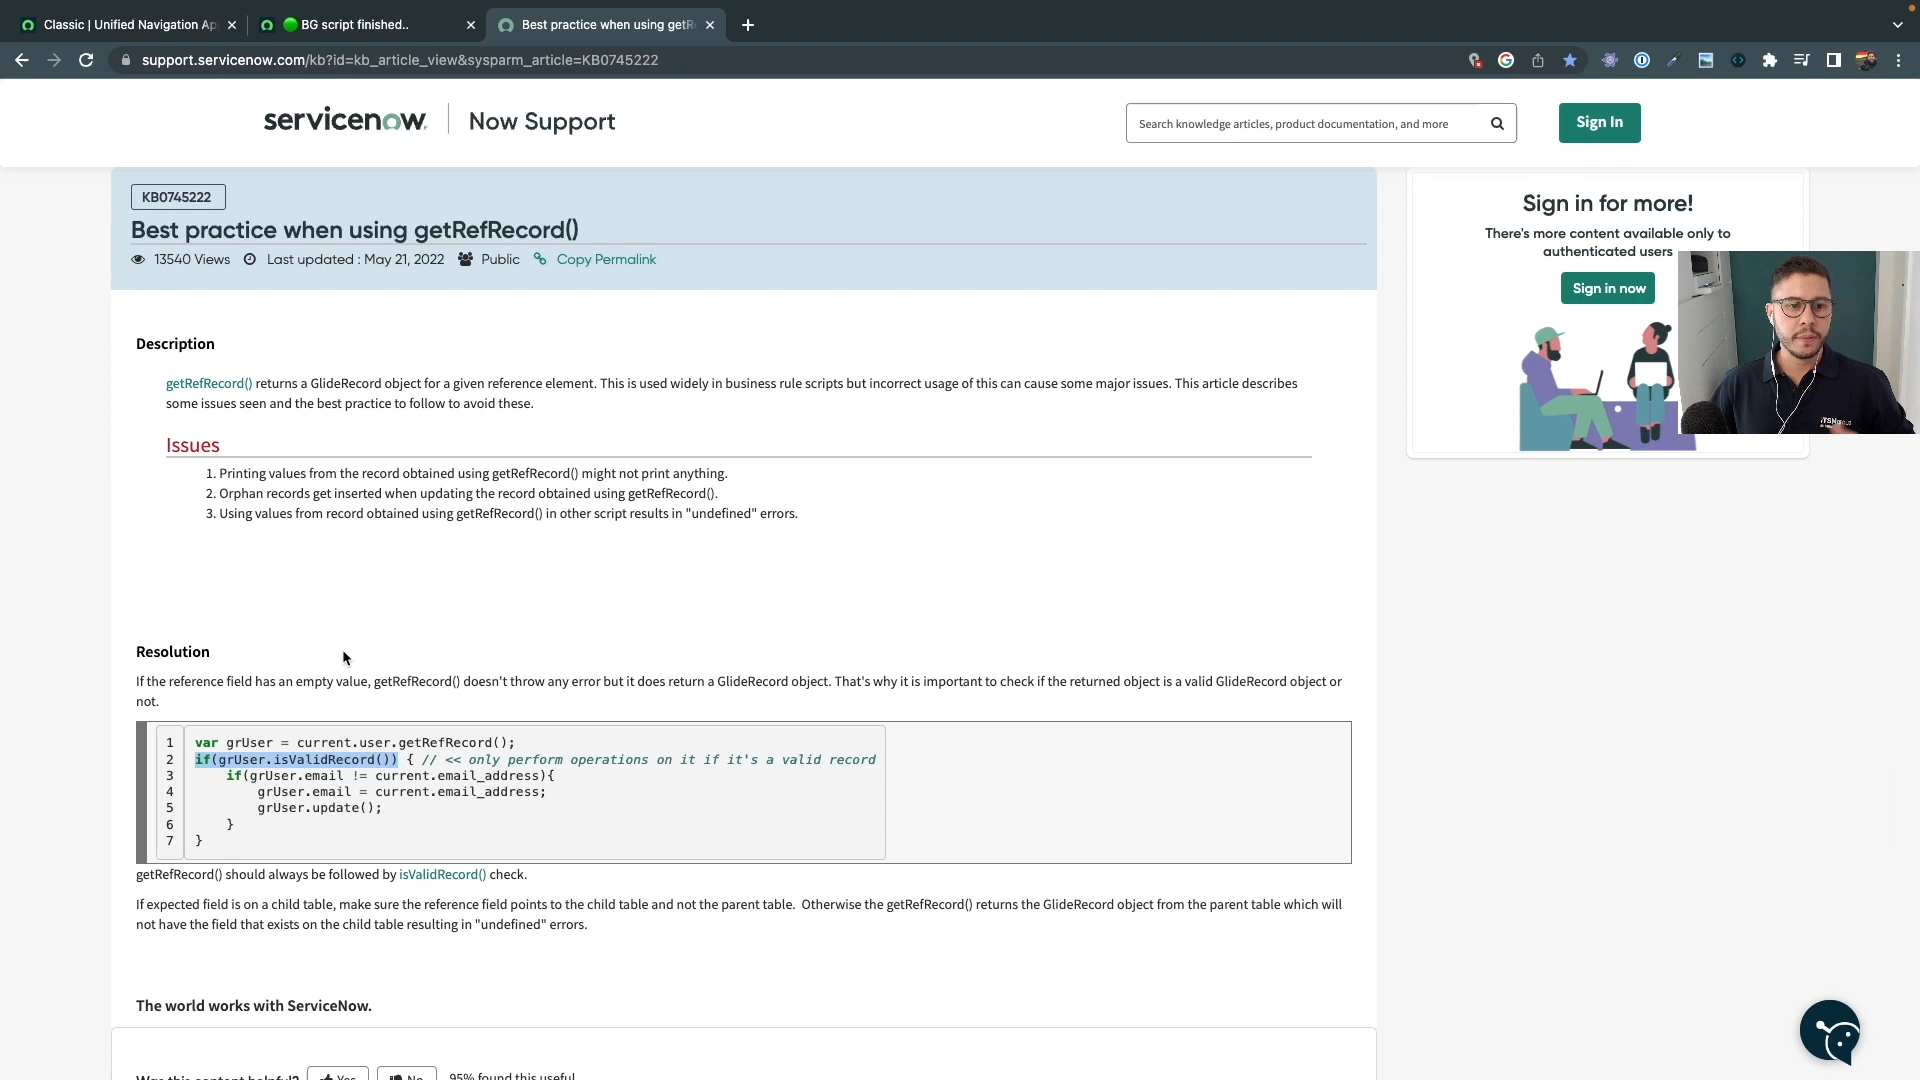 Classic | Unified Navigation Ap
BG script finished..
Best practice when using getR
support.servicenow.com/kb?id=kb_article_view&sysparm_article=KB0745222
servicenow
Now Support
Search knowledge articles, product documentation, and more
Sign In
KB0745222
Best practice when using getRefRecord()
13540 Views Last updated : May 21, 2022 Public Copy Permalink
Sign in for more!
There's more content available only to
authenticated users
Sign in now
Description
getRefRecord() returns a GlideRecord object for a given reference element. This is used widely in business rule scripts but incorrect usage of this can cause some major issues. This article describes
some issues seen and the best practice to follow to avoid these.
Issues
1. Printing values from the record obtained using getRefRecord() might not print anything.
2. Orphan records get inserted when updating the record obtained using getRefRecord().
3. Using values from record obtained using getRefRecord() in other script results in "undefined" errors.
Resolution
If the reference field has an empty value, getRefRecord() doesn't throw any error but it does return a GlideRecord object. That's why it is important to check if the returned object is a valid GlideRecord object or
not.
1 var grUser = current.user.getRefRecord();
2 if(grUser.isValidRecord()) { // << only perform operations on it if it's a valid record
3 if(grUser.email != current.email_address){
4 grUser.email = current.email_address;
5 grUser.update();
6 }
7 }
getRefRecord() should always be followed by isValidRecord() check.
If expected field is on a child table, make sure the reference field points to the child table and not the parent table. Otherwise the getRefRecord() returns the GlideRecord object from the parent table which will
not have the field that exists on the child table resulting in "undefined" errors.
The world works with ServiceNow.
Was this content helpful? Yes No 95% found this useful